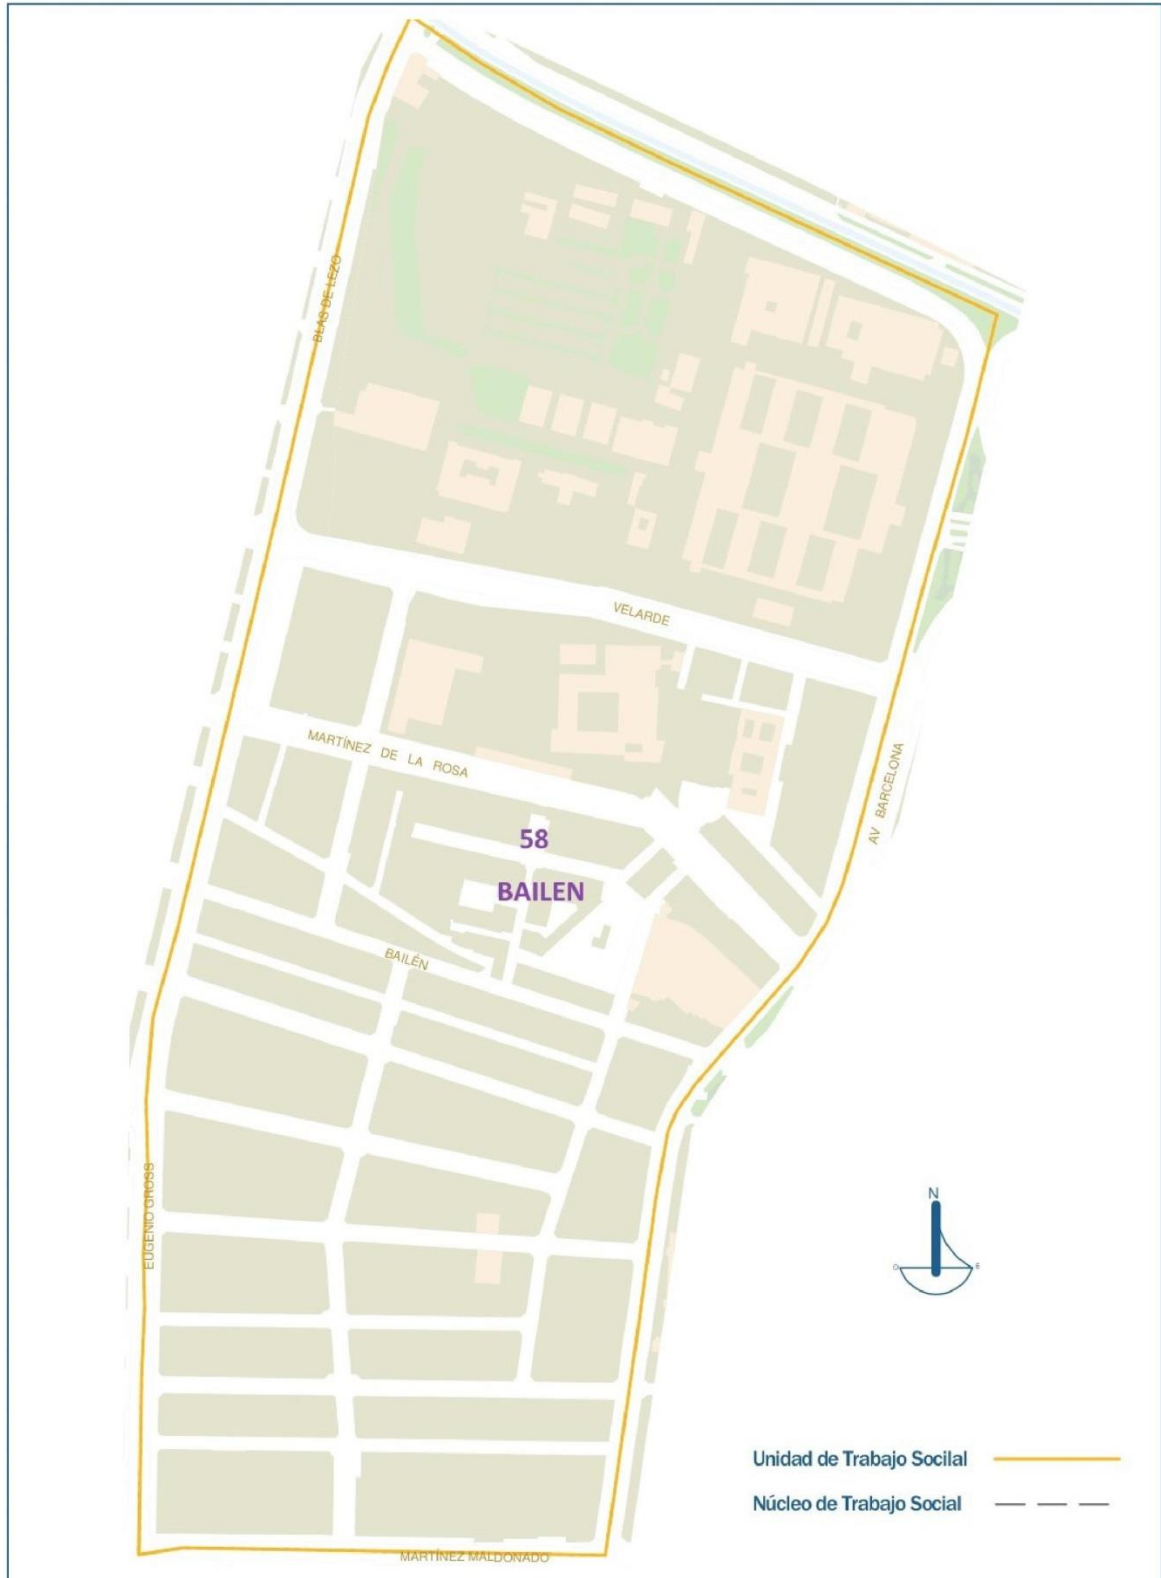 BLAS DE LEZO
VELARDE
MARTÍNEZ DE LA ROSA
AV BARCELONA
58
BAILEN
BAILÉN
EUGENIO GROSS
N
O
E
Unidad de Trabajo Socilal
Núcleo de Trabajo Social
MARTÍNEZ MALDONADO